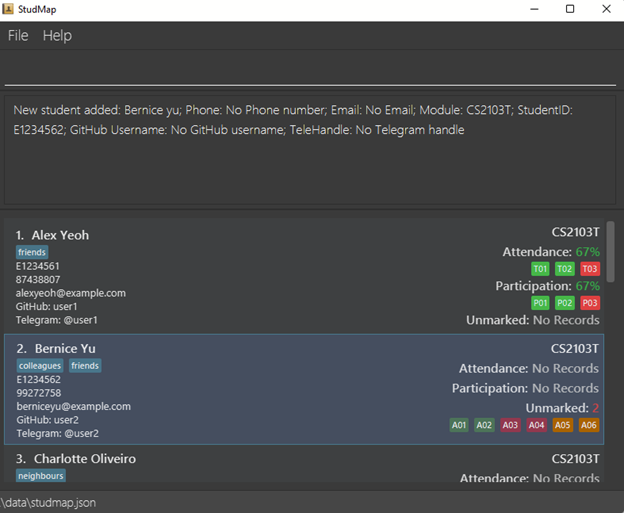 StudMap
File Help
New student added: Bernice yu; Phone: No Phone number; Email: No Email; Module: CS2103T; StudentID:
E1234562; GitHub Username: No GitHub username; TeleHandle: No Telegram handle
1. Alex Yeoh CS2103T
friends Attendance: 67%
E1234561 T01 T02 T03
87438807 Participation: 67%
alexyeoh@example.com P01 P02 P03
GitHub: user1
Telegram: @user1 Unmarked: No Records
2. Bernice Yu CS2103T
colleagues friends Attendance: No Records
E1234562 Participation: No Records
99272758
berniceyu@example.com Unmarked: 2
GitHub: user2 A01 A02 A03 A04 A05 A06
Telegram: @user2
3. Charlotte Oliveiro CS2103T
neighbours Attendance: No Records
\data\studmap.json